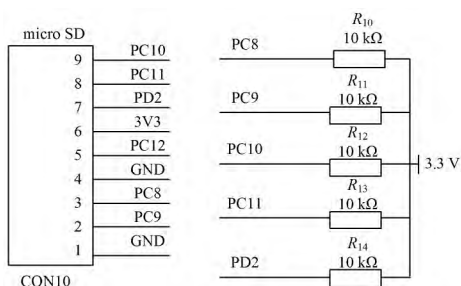 micro SD
9 PC10
8 PC11
7 PD2
6 3V3
5 PC12
4 GND
3 PC8
2 PC9
1 GND
CON10
PC8 R10 10 kΩ
PC9 R11 10 kΩ
PC10 R12 10 kΩ
3.3 V
PC11 R13 10 kΩ
PD2 R14 10 kΩ